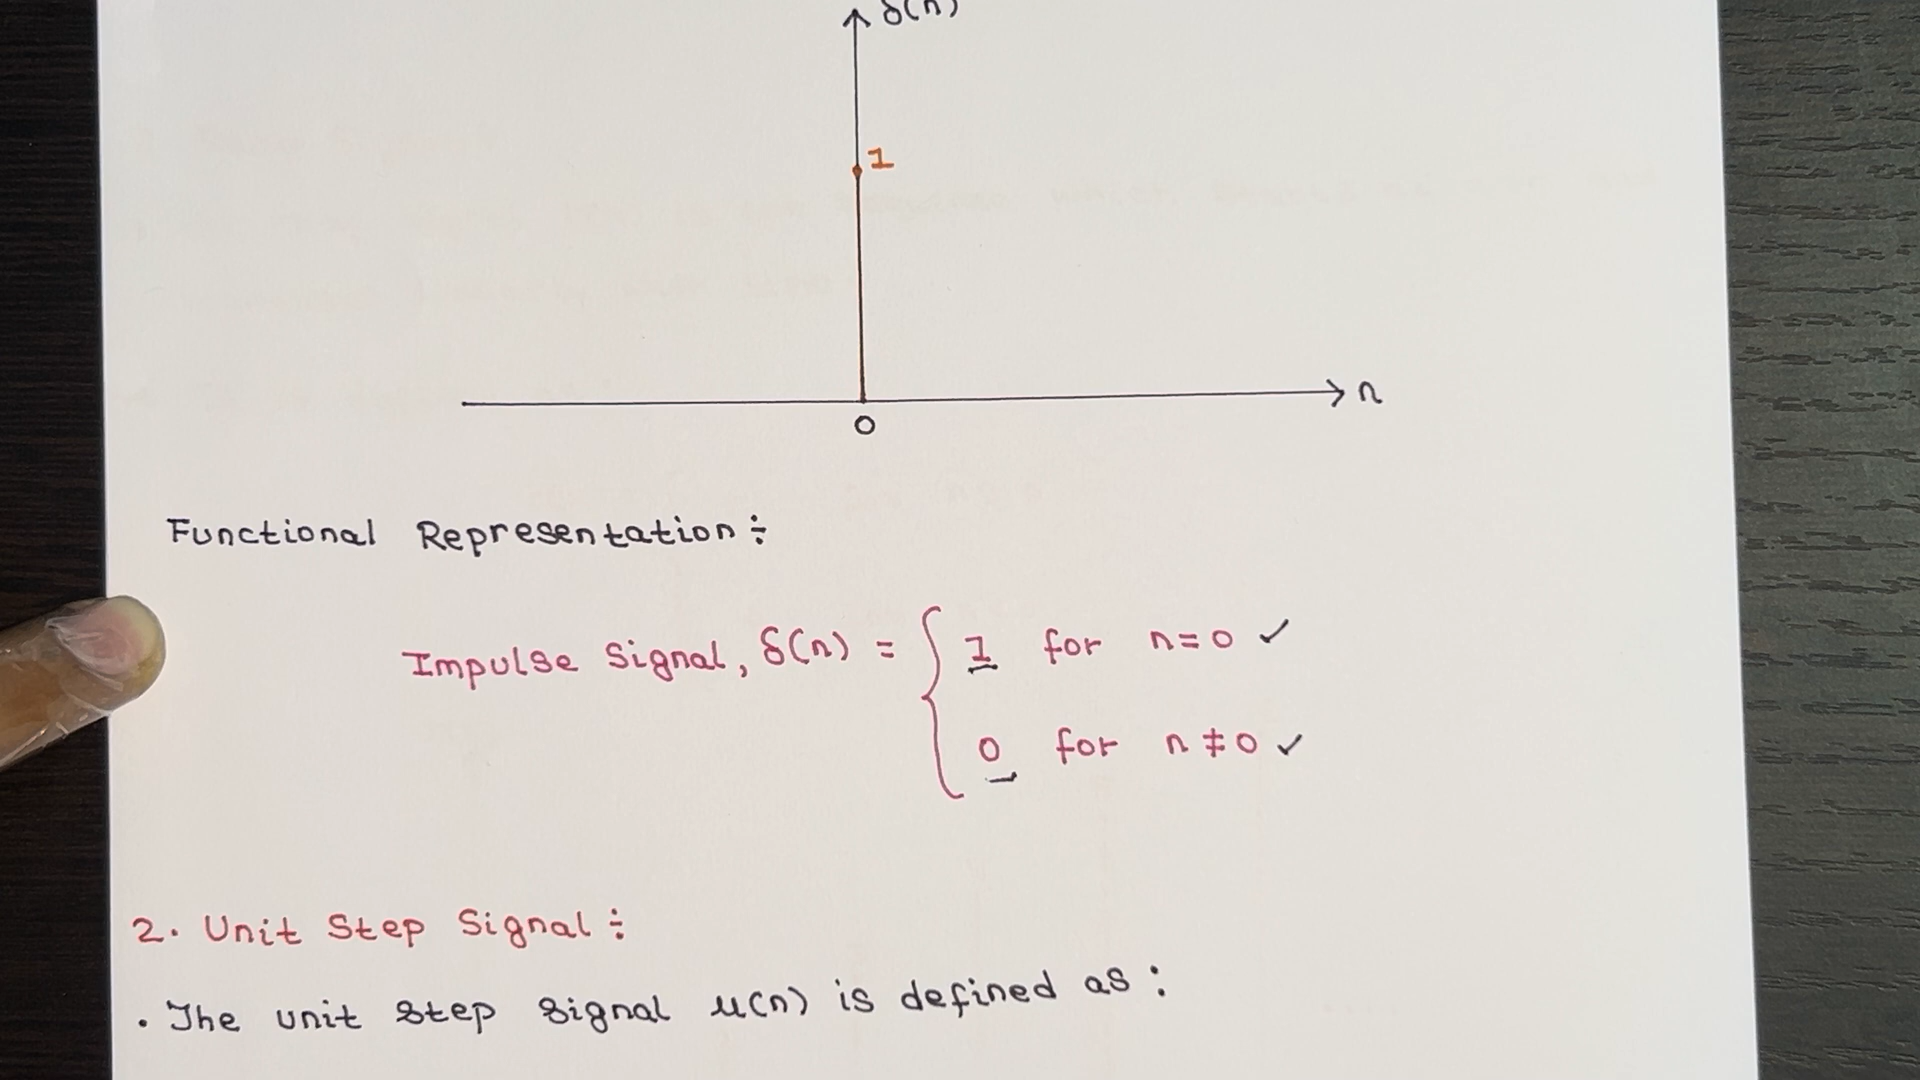 δ(n)
1
n
0
Functional Representation ÷
Impulse Signal, δ(n) = { 1 for n=0 ✓
0 for n≠0 ✓
2. Unit Step Signal ÷
• The unit step signal u(n) is defined as :